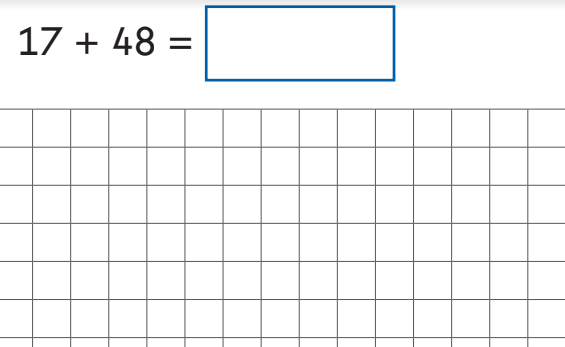 17 + 48 =